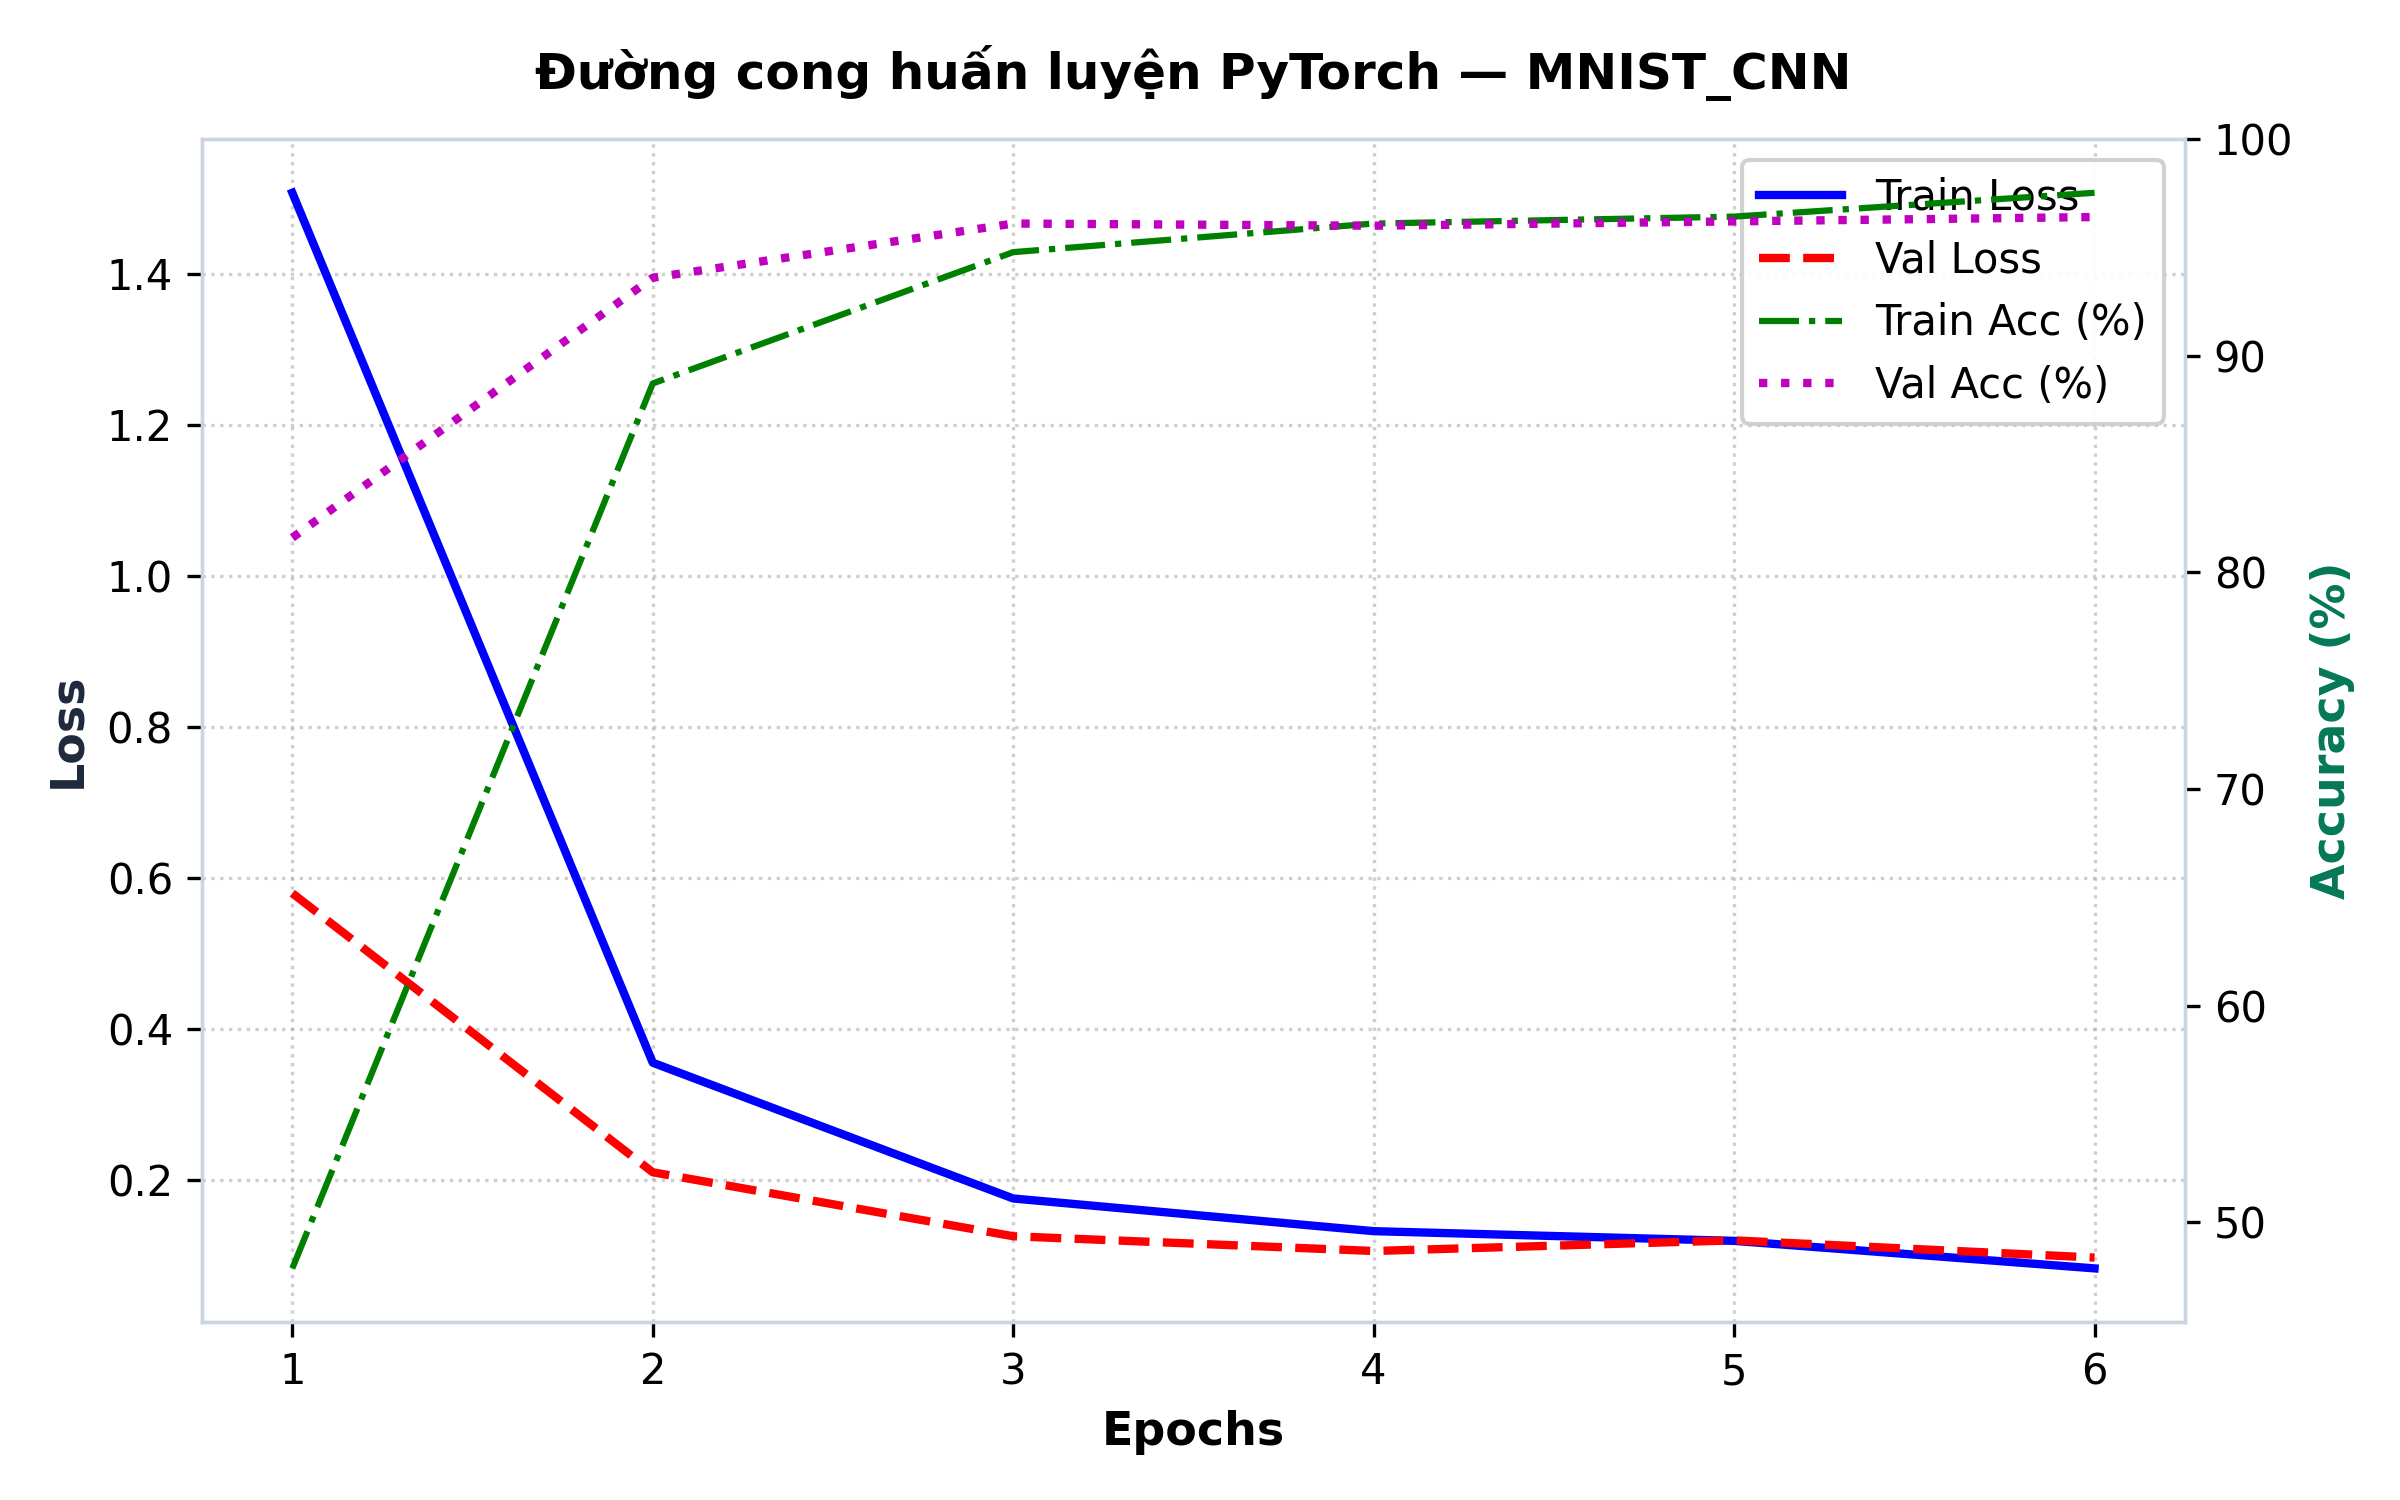 Đường cong huấn luyện PyTorch — MNIST_CNN
Loss
1.4
1.2
1.0
0.8
0.6
0.4
0.2
100
90
80
70
60
50
Accuracy (%)
Train Loss
Val Loss
Train Acc (%)
Val Acc (%)
1 2 3 4 5 6
Epochs